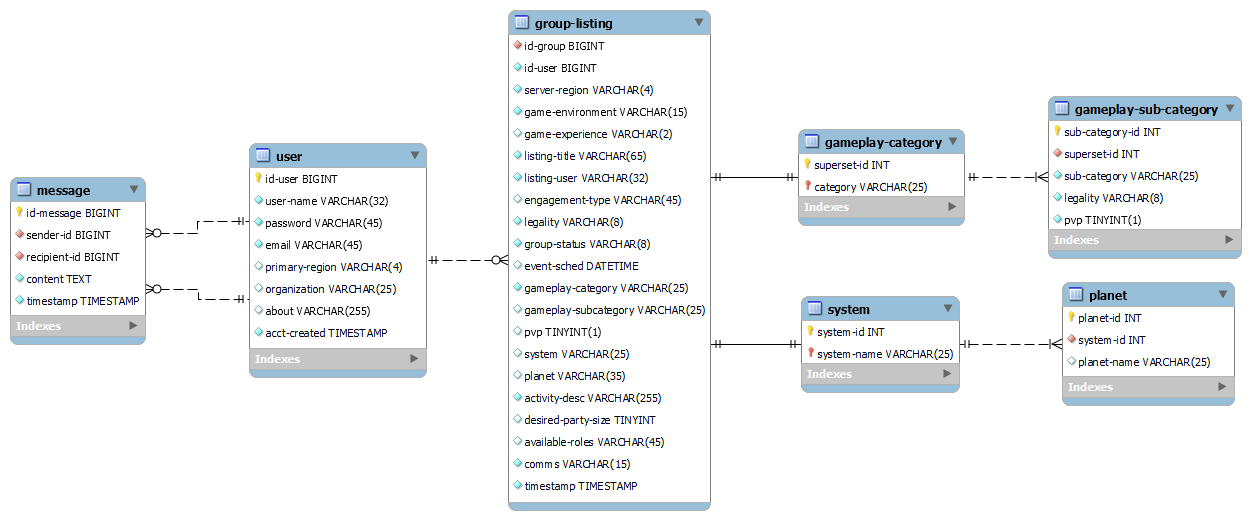 message
id-message BIGINT
sender-id BIGINT
recipient-id BIGINT
content TEXT
timestamp TIMESTAMP
Indexes
user
id-user BIGINT
user-name VARCHAR(32)
password VARCHAR(45)
email VARCHAR(45)
primary-region VARCHAR(4)
organization VARCHAR(25)
about VARCHAR(255)
acct-created TIMESTAMP
Indexes
group-listing
id-group BIGINT
id-user BIGINT
server-region VARCHAR(4)
game-environment VARCHAR(15)
game-experience VARCHAR(2)
listing-title VARCHAR(65)
listing-user VARCHAR(32)
engagement-type VARCHAR(45)
legality VARCHAR(8)
group-status VARCHAR(8)
event-sched DATETIME
gameplay-category VARCHAR(25)
gameplay-subcategory VARCHAR(25)
pvp TINYINT(1)
system VARCHAR(25)
planet VARCHAR(35)
activity-desc VARCHAR(255)
desired-party-size TINYINT
available-roles VARCHAR(45)
comms VARCHAR(15)
timestamp TIMESTAMP
gameplay-category
superset-id INT
category VARCHAR(25)
Indexes
gameplay-sub-category
sub-category-id INT
superset-id INT
sub-category VARCHAR(25)
legality VARCHAR(8)
pvp TINYINT(1)
Indexes
system
system-id INT
system-name VARCHAR(25)
Indexes
planet
planet-id INT
system-id INT
planet-name VARCHAR(25)
Indexes